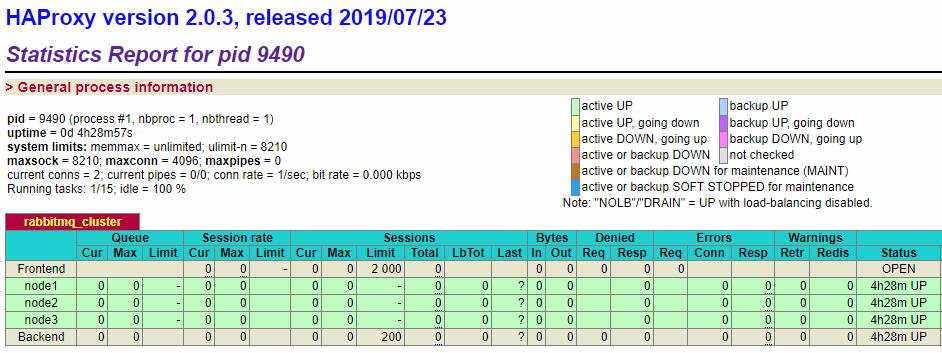 HAProxy version 2.0.3, released 2019/07/23
Statistics Report for pid 9490
> General process information
pid = 9490 (process #1, nbproc = 1, nbthread = 1)
uptime = 0d 4h28m57s
system limits: memmax = unlimited; ulimit-n = 8210
maxsock = 8210; maxconn = 4096; maxpipes = 0
current conns = 2; current pipes = 0/0; conn rate = 1/sec; bit rate = 0.000 kbps
Running tasks: 1/15; idle = 100 %
active UP backup UP
active UP, going down backup UP, going down
active DOWN, going up backup DOWN, going up
active or backup DOWN not checked
active or backup DOWN for maintenance (MAINT)
active or backup SOFT STOPPED for maintenance
Note: "NOLB"/"DRAIN" = UP with load-balancing disabled.
rabbitmq_cluster
Queue Session rate Sessions Bytes Denied Errors Warnings
Cur Max Limit Cur Max Limit Cur Max Limit Total LbTot Last In Out Req Resp Req Conn Resp Retr Redis Status
Frontend 0 0 - 0 0 2 000 0 0 0 0 0 0 OPEN
node1 0 0 - 0 0 0 0 - 0 0 ? 0 0 0 0 0 0 0 4h28m UP
node2 0 0 - 0 0 0 0 - 0 0 ? 0 0 0 0 0 0 0 4h28m UP
node3 0 0 - 0 0 0 0 - 0 0 ? 0 0 0 0 0 0 0 4h28m UP
Backend 0 0 0 0 0 0 200 0 0 ? 0 0 0 0 0 0 0 0 4h28m UP